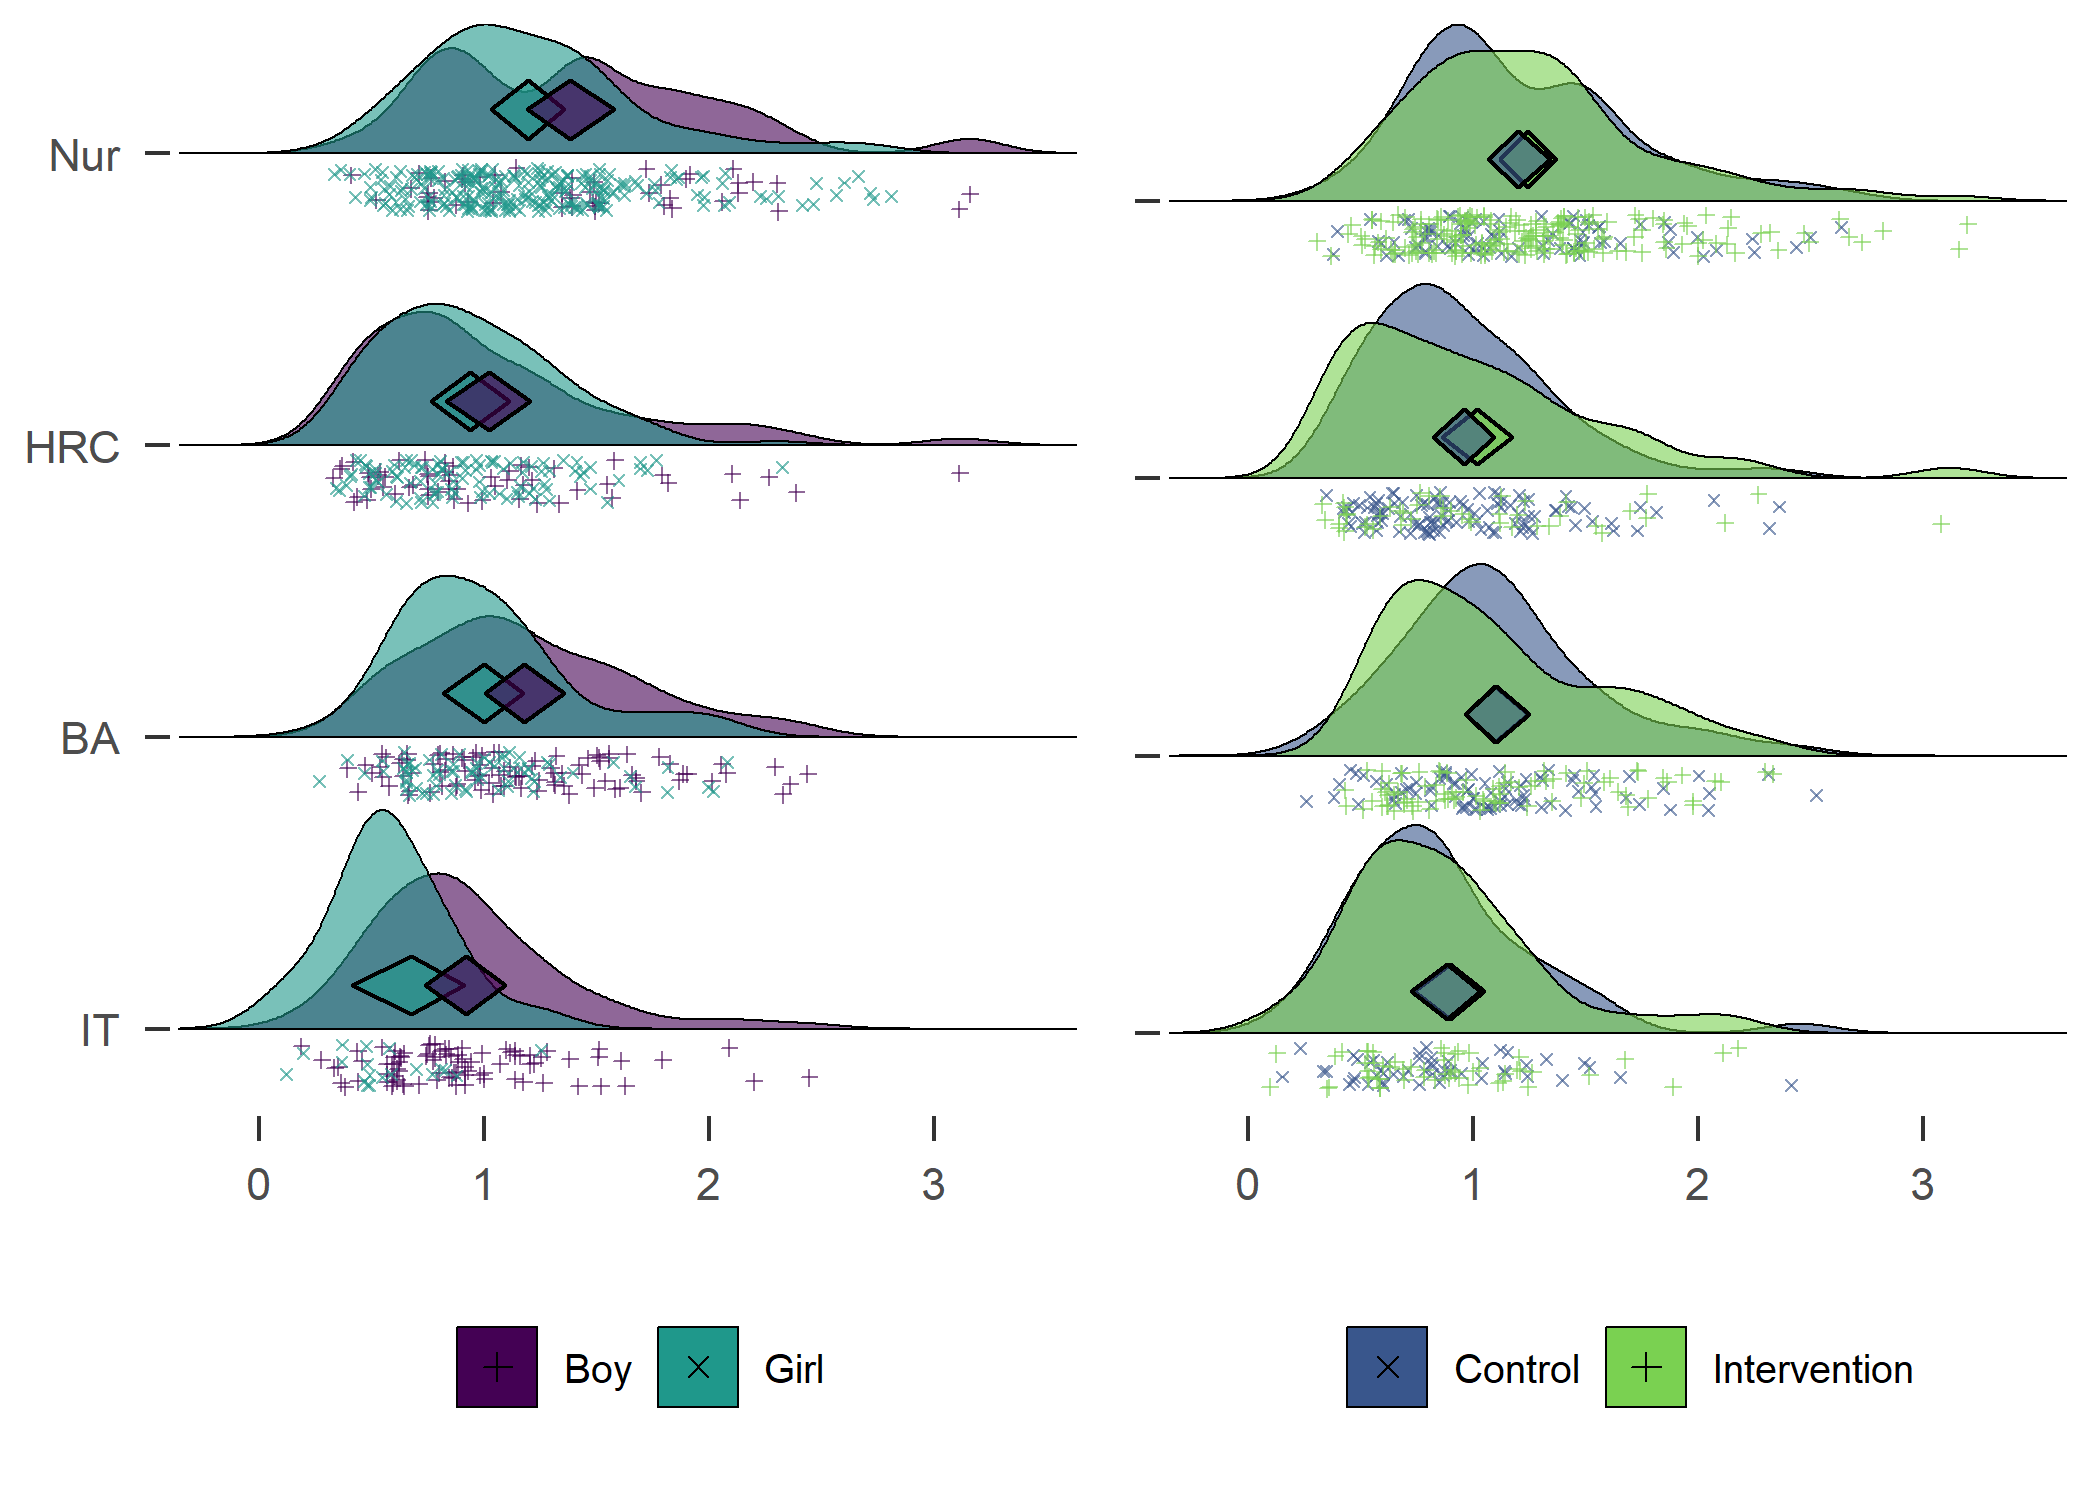 Nur
HRC
BA
IT
0 1 2 3
0 1 2 3
Boy Girl
Control Intervention